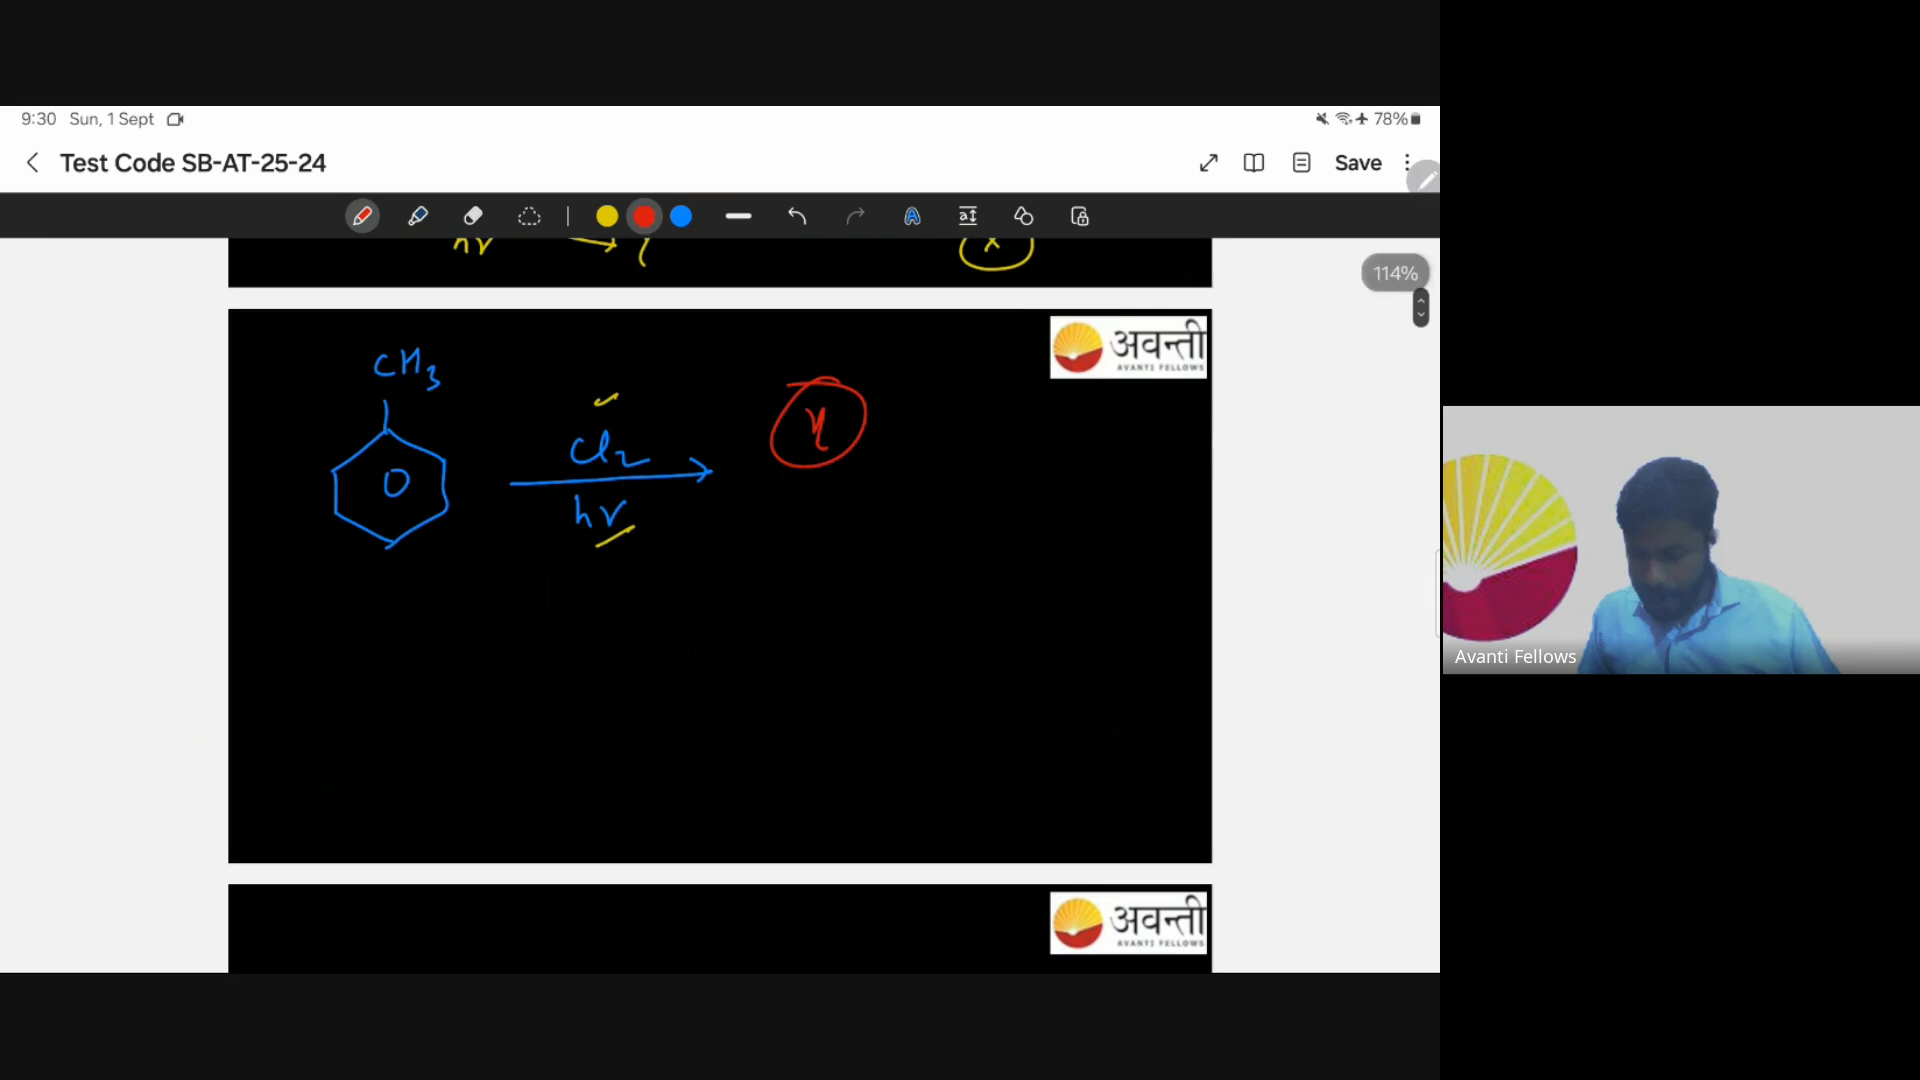 9:30 Sun, 1 Sept
78%
Test Code SB-AT-25-24
Save
hν
x
114%
अवन्ती
AVANTI FELLOWS
CH3
Cl2
hν
y
Avanti Fellows
अवन्ती
AVANTI FELLOWS